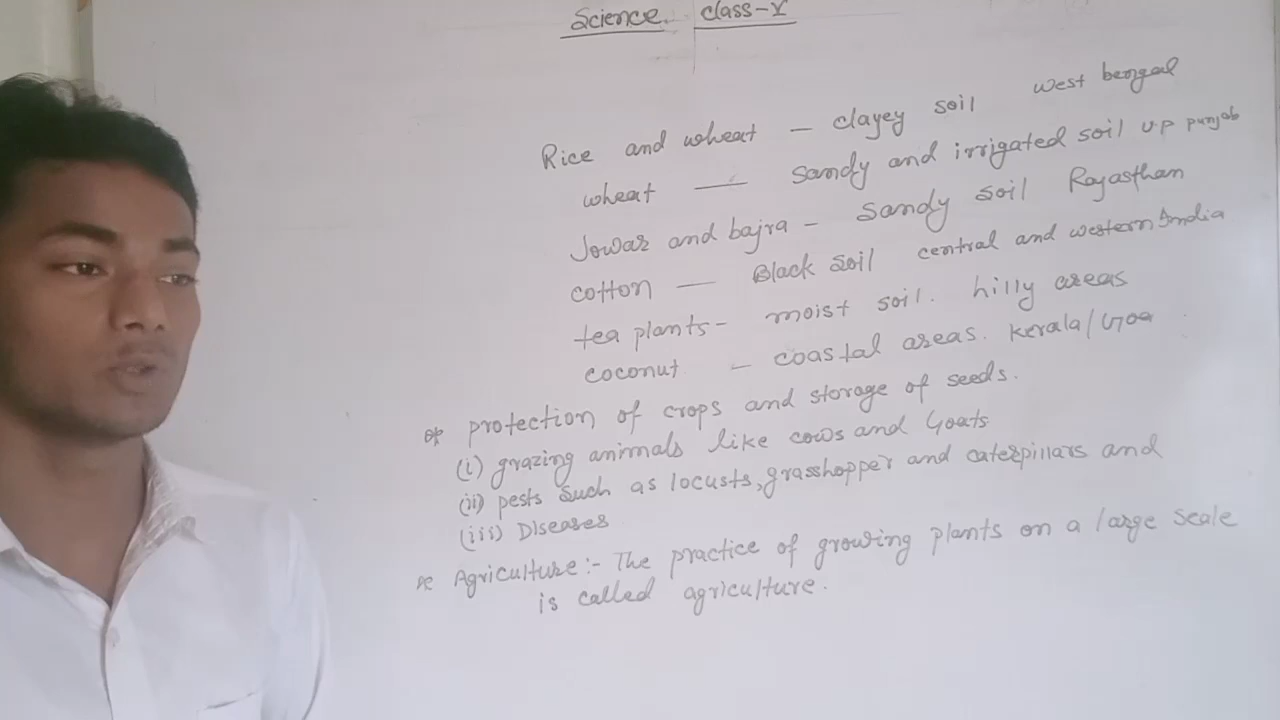 Science class-V
Rice and wheat - clayey soil west bengal
wheat - sandy and irrigated soil U.P punjab
Jowar and bajra - sandy soil Rajasthan
cotton - Black soil central and western India
tea plants - moist soil. hilly areas
coconut - coastal areas. Kerala/Goa
* protection of crops and storage of seeds.
(i) grazing animals like cows and Goats
(ii) pests such as locusts, grasshopper and caterpillars and
(iii) Diseases
* Agriculture:- The practice of growing plants on a large scale
is called agriculture.